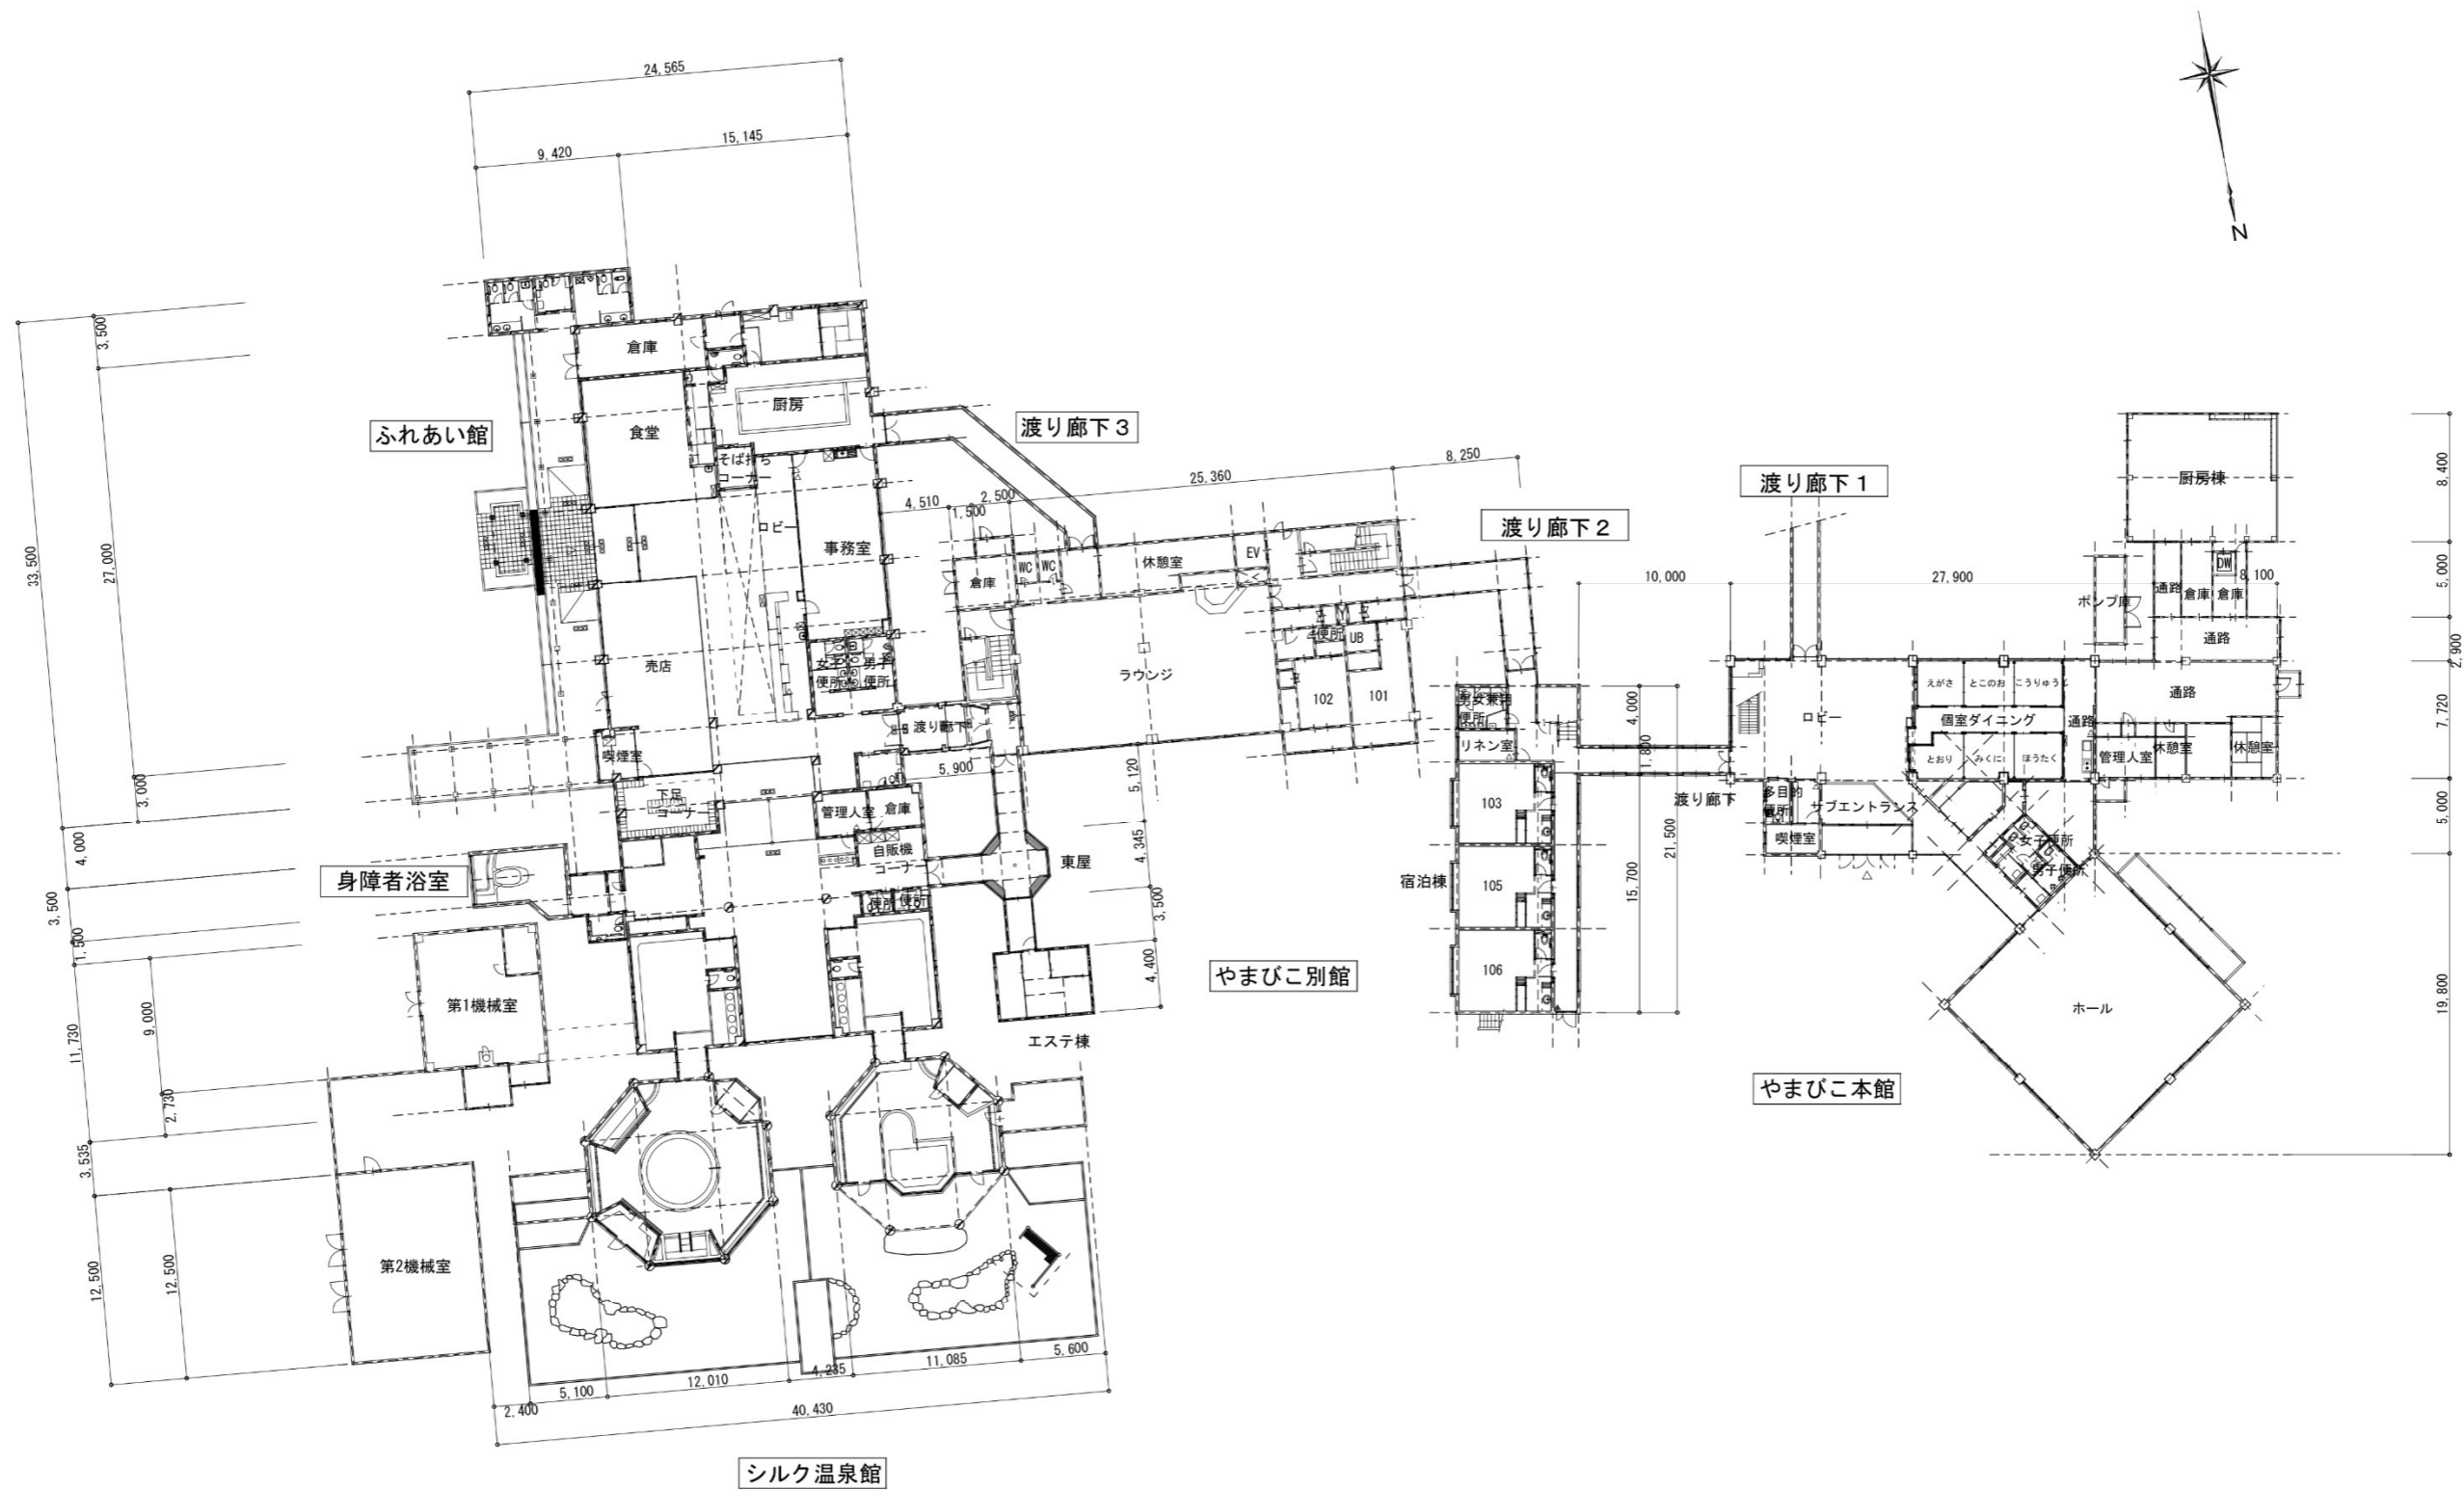 24,565
15,145
9,420
N
3,500
33,500
27,000
3,000
ふれあい館
倉庫
厨房
食堂
そば打ち
コーナー
ロビー
事務室
売店
女子
便所
男子
便所
喫煙室
下足
コーナー
渡り廊下
渡り廊下３
4,510
1,500
2,500
25,360
8,250
倉庫
WC
WC
休憩室
EV
ラウンジ
便所
UB
102
101
渡り廊下２
渡り廊下１
10,000
27,900
8,100
厨房棟
8,400
5,000
2,900
7,720
5,000
19,800
ポンプ庫
通路
倉庫
DW
倉庫
通路
通路
えがさ
とこのお
こうりゅう
個室ダイニング
通路
とおり
みくに
ほうたく
管理人室
休憩室
休憩室
ロビー
多目的
便所
サブエントランス
喫煙室
女子便所
男子便所
ホール
男女兼用
便所
リネン室
4,000
1,800
21,500
15,700
渡り廊下
宿泊棟
103
105
106
やまびこ別館
やまびこ本館
5,900
5,120
4,345
3,500
4,400
管理人室
倉庫
自販機
コーナー
便所
便所
東屋
エステ棟
4,000
3,500
1,500
身障者浴室
第1機械室
9,000
11,730
2,730
3,535
12,500
12,500
第2機械室
2,400
5,100
12,010
4,235
11,085
5,600
40,430
シルク温泉館